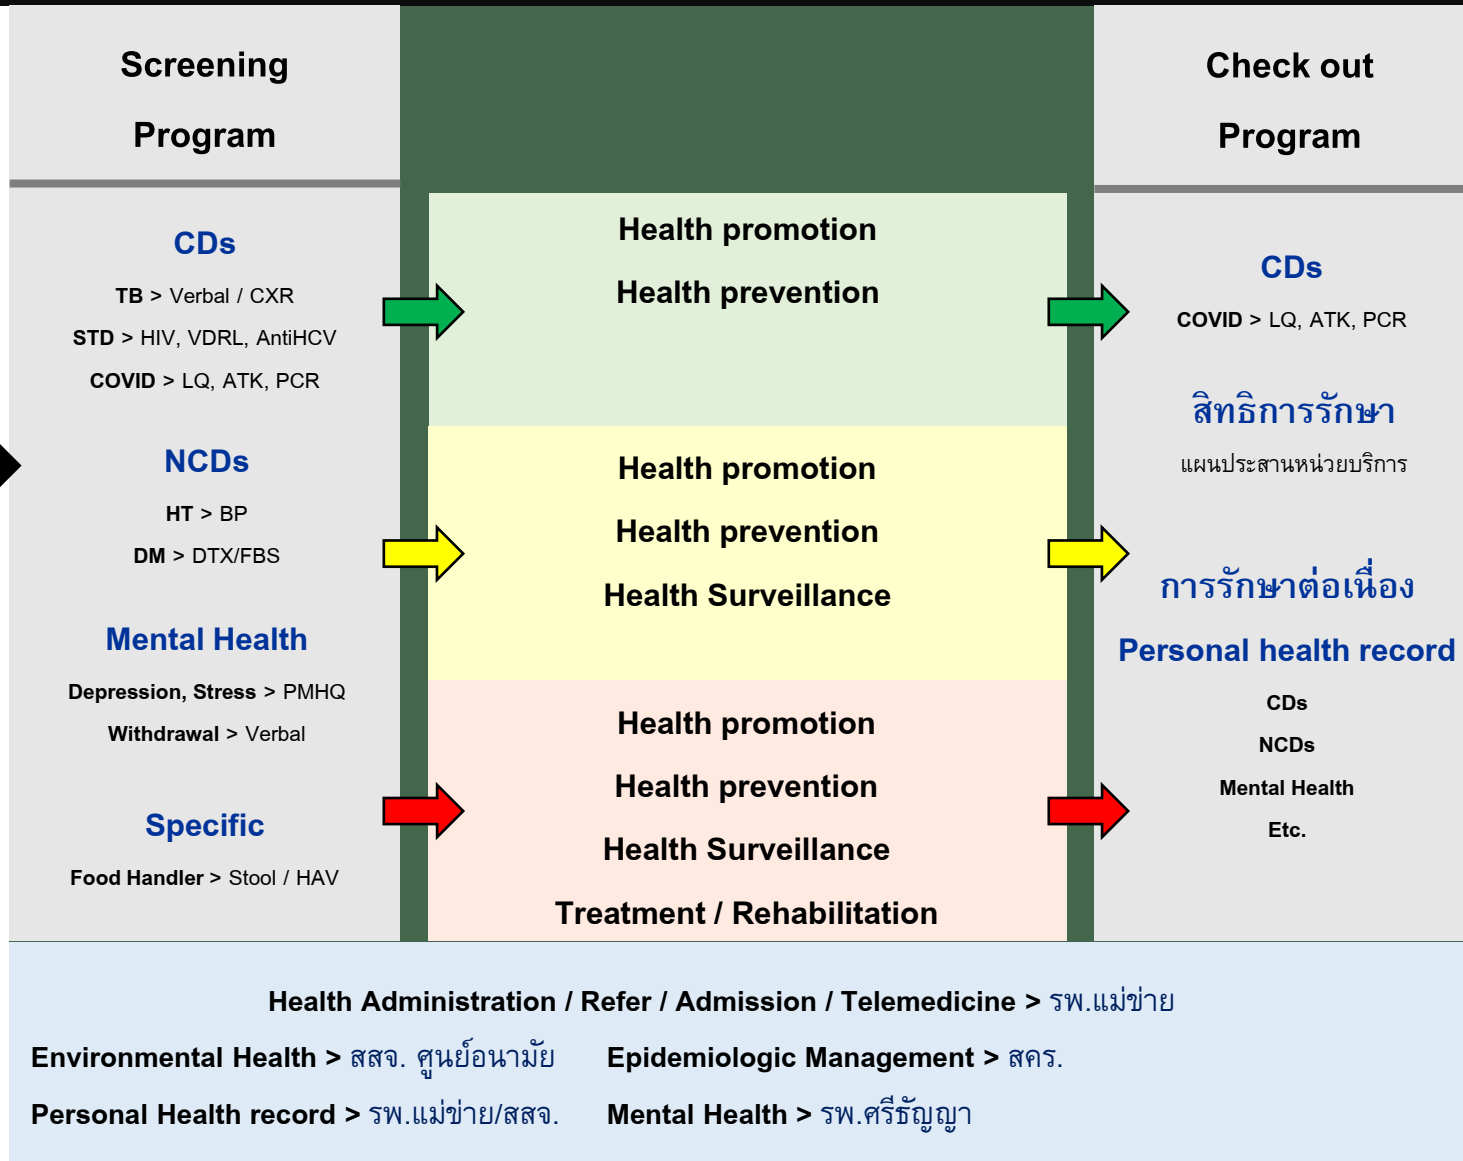 Screening
Program
CDs
TB > Verbal / CXR
STD > HIV, VDRL, AntiHCV
COVID > LQ, ATK, PCR
NCDs
HT > BP
DM > DTX/FBS
Mental Health
Depression, Stress > PMHQ
Withdrawal > Verbal
Specific
Food Handler > Stool / HAV
Health promotion
Health prevention
Health promotion
Health prevention
Health Surveillance
Health promotion
Health prevention
Health Surveillance
Treatment / Rehabilitation
Check out
Program
CDs
COVID > LQ, ATK, PCR
สิทธิการรักษา
แผนประสานหน่วยบริการ
การรักษาต่อเนื่อง
Personal health record
CDs
NCDs
Mental Health
Etc.
Health Administration / Refer / Admission / Telemedicine > รพ.แม่ข่าย
Environmental Health > สสจ. ศูนย์อนามัย
Epidemiologic Management > สคร.
Personal Health record > รพ.แม่ข่าย/สสจ.
Mental Health > รพ.ศรีธัญญา